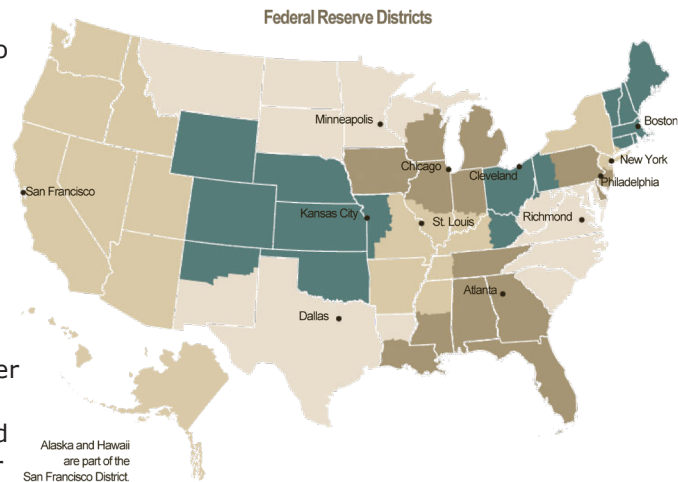 Federal Reserve Districts
o
Minneapolis
Boston
Chicago
Cleveland
New York
Philadelphia
San Francisco
Kansas City
St. Louis
Richmond
Atlanta
Dallas
er
d
Alaska and Hawaii
are part of the
San Francisco District.